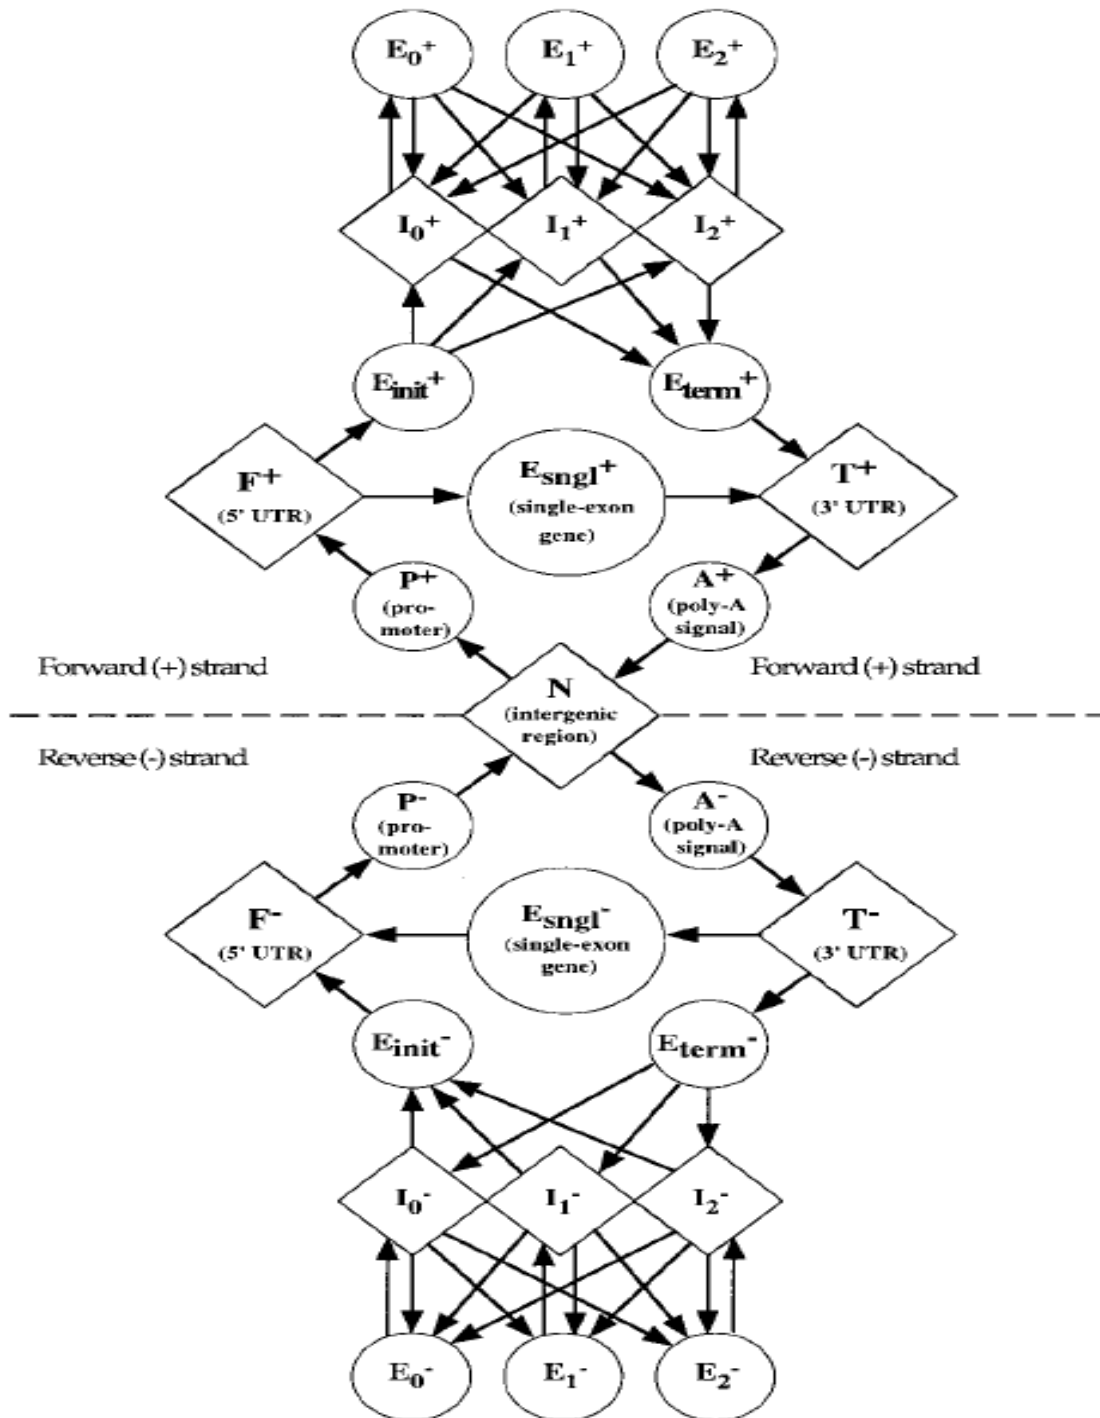 E0+ E1+ E2+
I0+ I1+ I2+
Einit+ Eterm+
F+
(5' UTR)
Esngl+
(single-exon
gene)
T+
(3' UTR)
P+
(pro-
moter)
A+
(poly-A
signal)
Forward (+) strand
N
(intergenic
region)
Forward (+) strand
Reverse (-) strand
Reverse (-) strand
P-
(pro-
moter)
A-
(poly-A
signal)
F-
(5' UTR)
Esngl-
(single-exon
gene)
T-
(3' UTR)
Einit- Eterm-
I0- I1- I2-
E0- E1- E2-